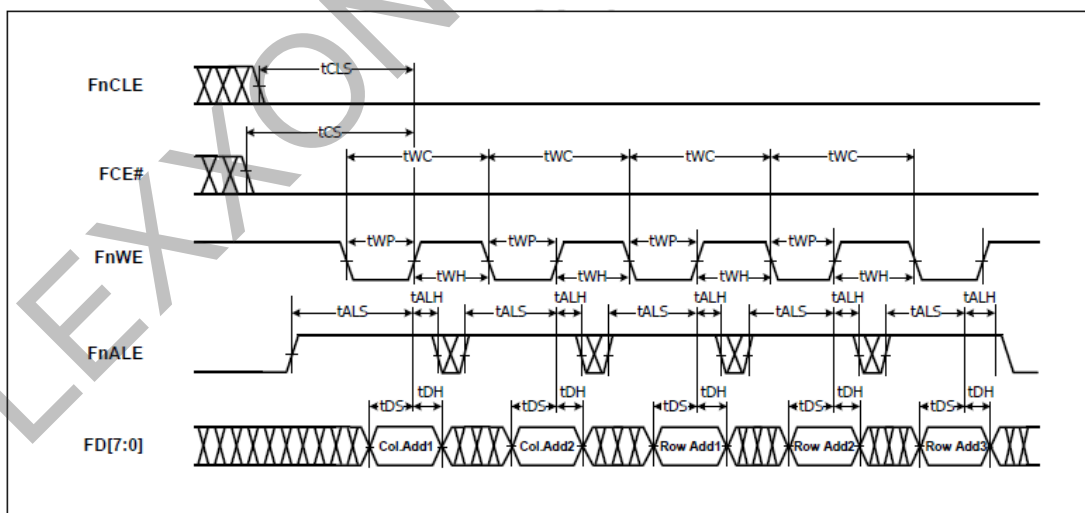 LEXXON
tCLS
FnCLE
tCS
tWC tWC tWC tWC
FCE#
tWP tWP tWP tWP
FnWE
tWH tWH tWH tWH
tALH tALH tALH tALH tALH
tALS tALS tALS tALS tALS
FnALE
tDH tDH tDH tDH tDH
tDS tDS tDS tDS tDS
FD[7:0] Col.Add1 Col.Add2 Row Add1 Row Add2 Row Add3